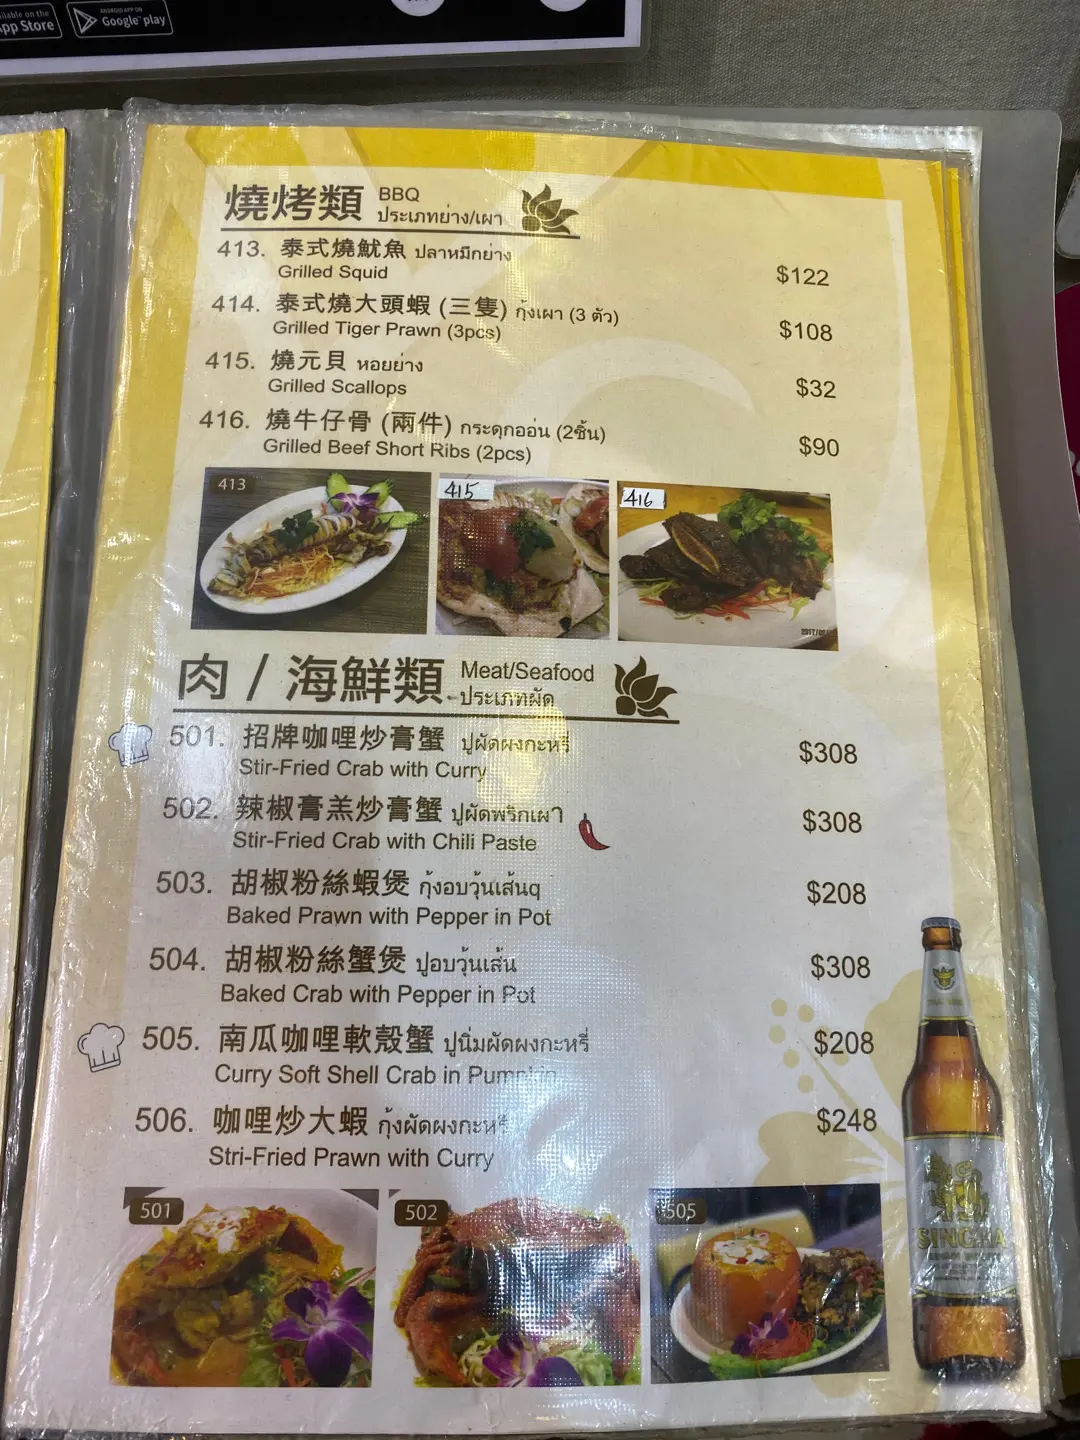 App Store
ANDROID APP ON
Google play
燒烤類 BBQ
ประเภทย่าง/เผา
413. 泰式燒魷魚 ปลาหมึกย่าง
Grilled Squid
$122
414. 泰式燒大頭蝦 (三隻) กุ้งเผา (3 ตัว)
Grilled Tiger Prawn (3pcs)
$108
415. 燒元貝 หอยย่าง
Grilled Scallops
$32
416. 燒牛仔骨 (兩件) กระดุกออ่น (2ชิ้น)
Grilled Beef Short Ribs (2pcs)
$90
413
415
416
肉 / 海鮮類 Meat/Seafood
ประเภทผัด
501. 招牌咖哩炒膏蟹 ปูผัดผงกะหรี่
Stir-Fried Crab with Curry
$308
502. 辣椒膏羔炒膏蟹 ปูผัดพริกเผา
Stir-Fried Crab with Chili Paste
$308
503. 胡椒粉絲蝦煲 กุ้งอบวุ้นเส้นq
Baked Prawn with Pepper in Pot
$208
504. 胡椒粉絲蟹煲 ปูอบวุ้นเส้น
Baked Crab with Pepper in Pot
$308
505. 南瓜咖哩軟殼蟹 ปูนิ่มผัดผงกะหรี่
Curry Soft Shell Crab in Pumpkin
$208
506. 咖哩炒大蝦 กุ้งผัดผงกะหรี่
Stri-Fried Prawn with Curry
$248
501
502
505
SINGHA